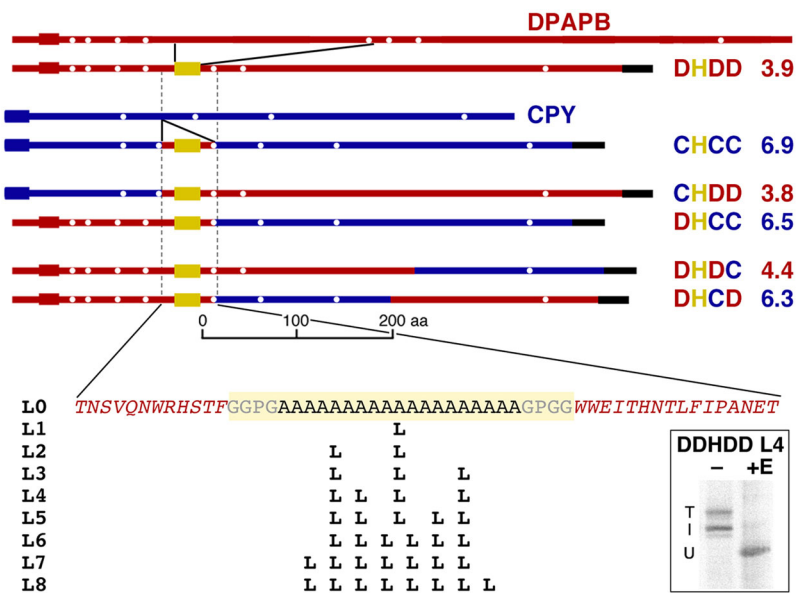 DPAPB
DHDD 3.9
CPY
CHCC 6.9
CHDD 3.8
DHCC 6.5
DHDC 4.4
DHCD 6.3
0 100 200 aa
L0 TNSVQNWRHSTFGGPGAAAAAAAAAAAAAAAAAAAGPGGWWEITHNTLFIPANET
L1 L
L2 L L
L3 L L L
L4 L L L L
L5 L L L L L
L6 L L L L L L
L7 L L L L L L L
L8 L L L L L L L L
DDHDD L4
– +E
T
I
U